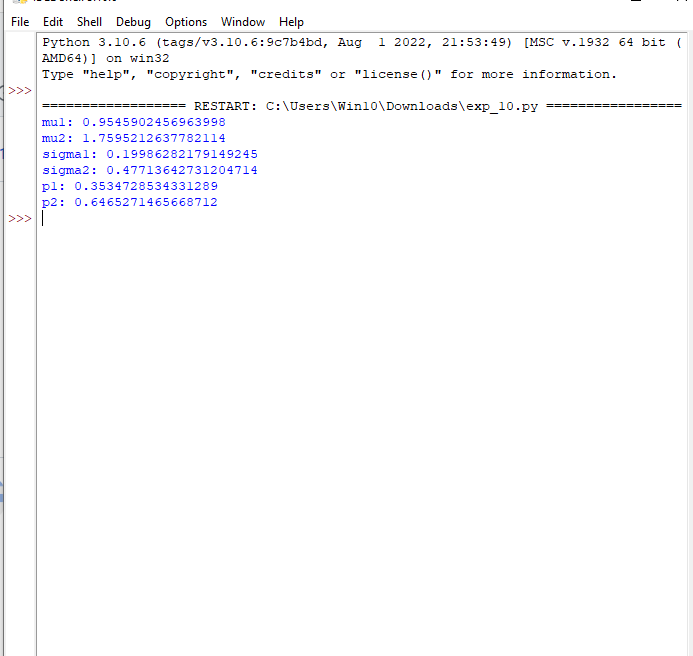 File Edit Shell Debug Options Window Help
Python 3.10.6 (tags/v3.10.6:9c7b4bd, Aug  1 2022, 21:53:49) [MSC v.1932 64 bit (
AMD64)] on win32
Type "help", "copyright", "credits" or "license()" for more information.
>>>
================== RESTART: C:\Users\Win10\Downloads\exp_10.py =================
mu1: 0.9545902456963998
mu2: 1.7595212637782114
sigma1: 0.19986282179149245
sigma2: 0.47713642731204714
p1: 0.3534728534331289
p2: 0.6465271465668712
>>>